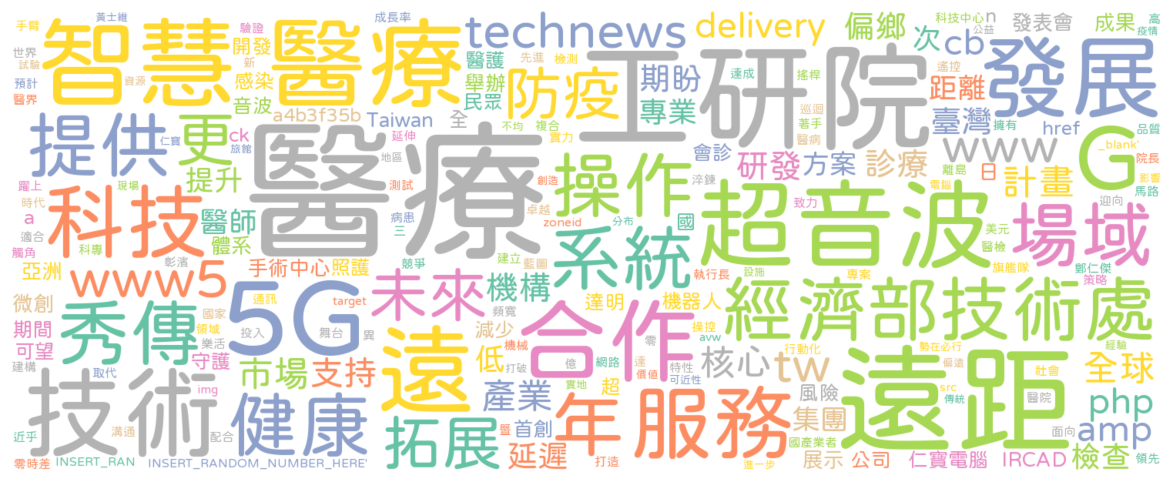 手臂 黃士維 成長率 technews delivery 偏鄉 科技中心 n 發表會 成果 高
世界 智慧醫療 驗證 開發 新 醫護 先進 檢測 次 cb 公益 疫情
試驗 預計 資源 感染 舉辦 防疫 期盼 達成 搖桿 工研院 遙控 距離 發展
醫界 音波 a4b3f35b 民眾 專業 巡迴 臺灣 擁有
提供 仁寶 更 ck Taiwan 全 不均 複合 著手 href 品質
旅館 延伸 實力 會診 醫病 www G _blank'
躍上 現場 提升 地區 醫療 操作 淬鍊 研發 方案 診療 離島 日 計畫 院長
時代 科技 醫師 測試 創造 致力 電腦 影響 馬路
a 病患 卓越 分布 國 超音波 美元 迎向
適合 科專 體系 三 zoneid 系統 醫檢 場域
觸角 彰濱 競爭 建立 藍圖 設施 旗艦隊 鄭仁傑
亞洲 www5 手術中心 照護 未來 機構 頻寬 執行長 專案 策略
微創 秀傳 通訊 target 達明 機器人 經濟部技術處
期間 國家 5G 舞台 異 遠 減少 合作 操控 avw 勢在必行 經驗
可望 領域 投入 機械 億 零 行動化 偏遠
建構 樂活 守護 低 打破 網路 達 特性 核心 tw 社會 全球
取代 市場 支持 實地 價值 可近性 src 傳統
技術 img 健康 產業 超 風險 遠距 醫院 php
溝通 配合 拓展 首創 年 服務 集團 面向 amp
近乎 打造 國產業者
零時差 INSERT_RAN INSERT_RANDOM_NUMBER_HERE' 延遲 進一步 展示 公司 仁寶電腦 IRCAD 檢查 領先